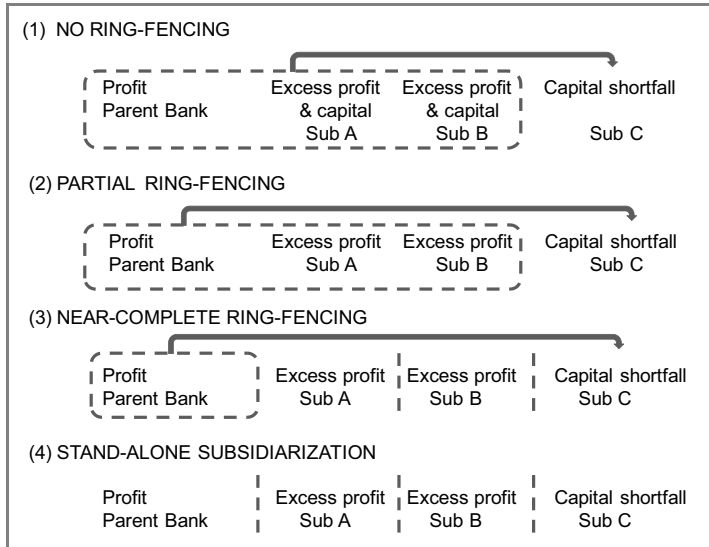 (1) NO RING-FENCING
Profit Excess profit Excess profit Capital shortfall
Parent Bank & capital & capital
Sub A Sub B Sub C
(2) PARTIAL RING-FENCING
Profit Excess profit Excess profit Capital shortfall
Parent Bank Sub A Sub B Sub C
(3) NEAR-COMPLETE RING-FENCING
Profit Excess profit Excess profit Capital shortfall
Parent Bank Sub A Sub B Sub C
(4) STAND-ALONE SUBSIDIARIZATION
Profit Excess profit Excess profit Capital shortfall
Parent Bank Sub A Sub B Sub C